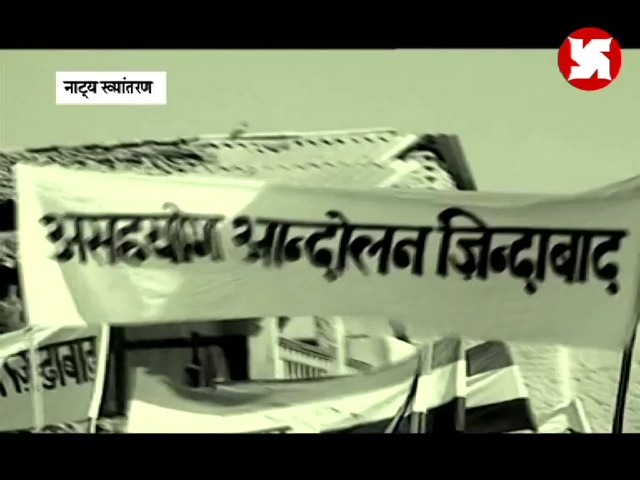 नाट्य रूपांतरण
असहयोग आन्दोलन ज़िन्दाबाद
ज़िंदाबाद